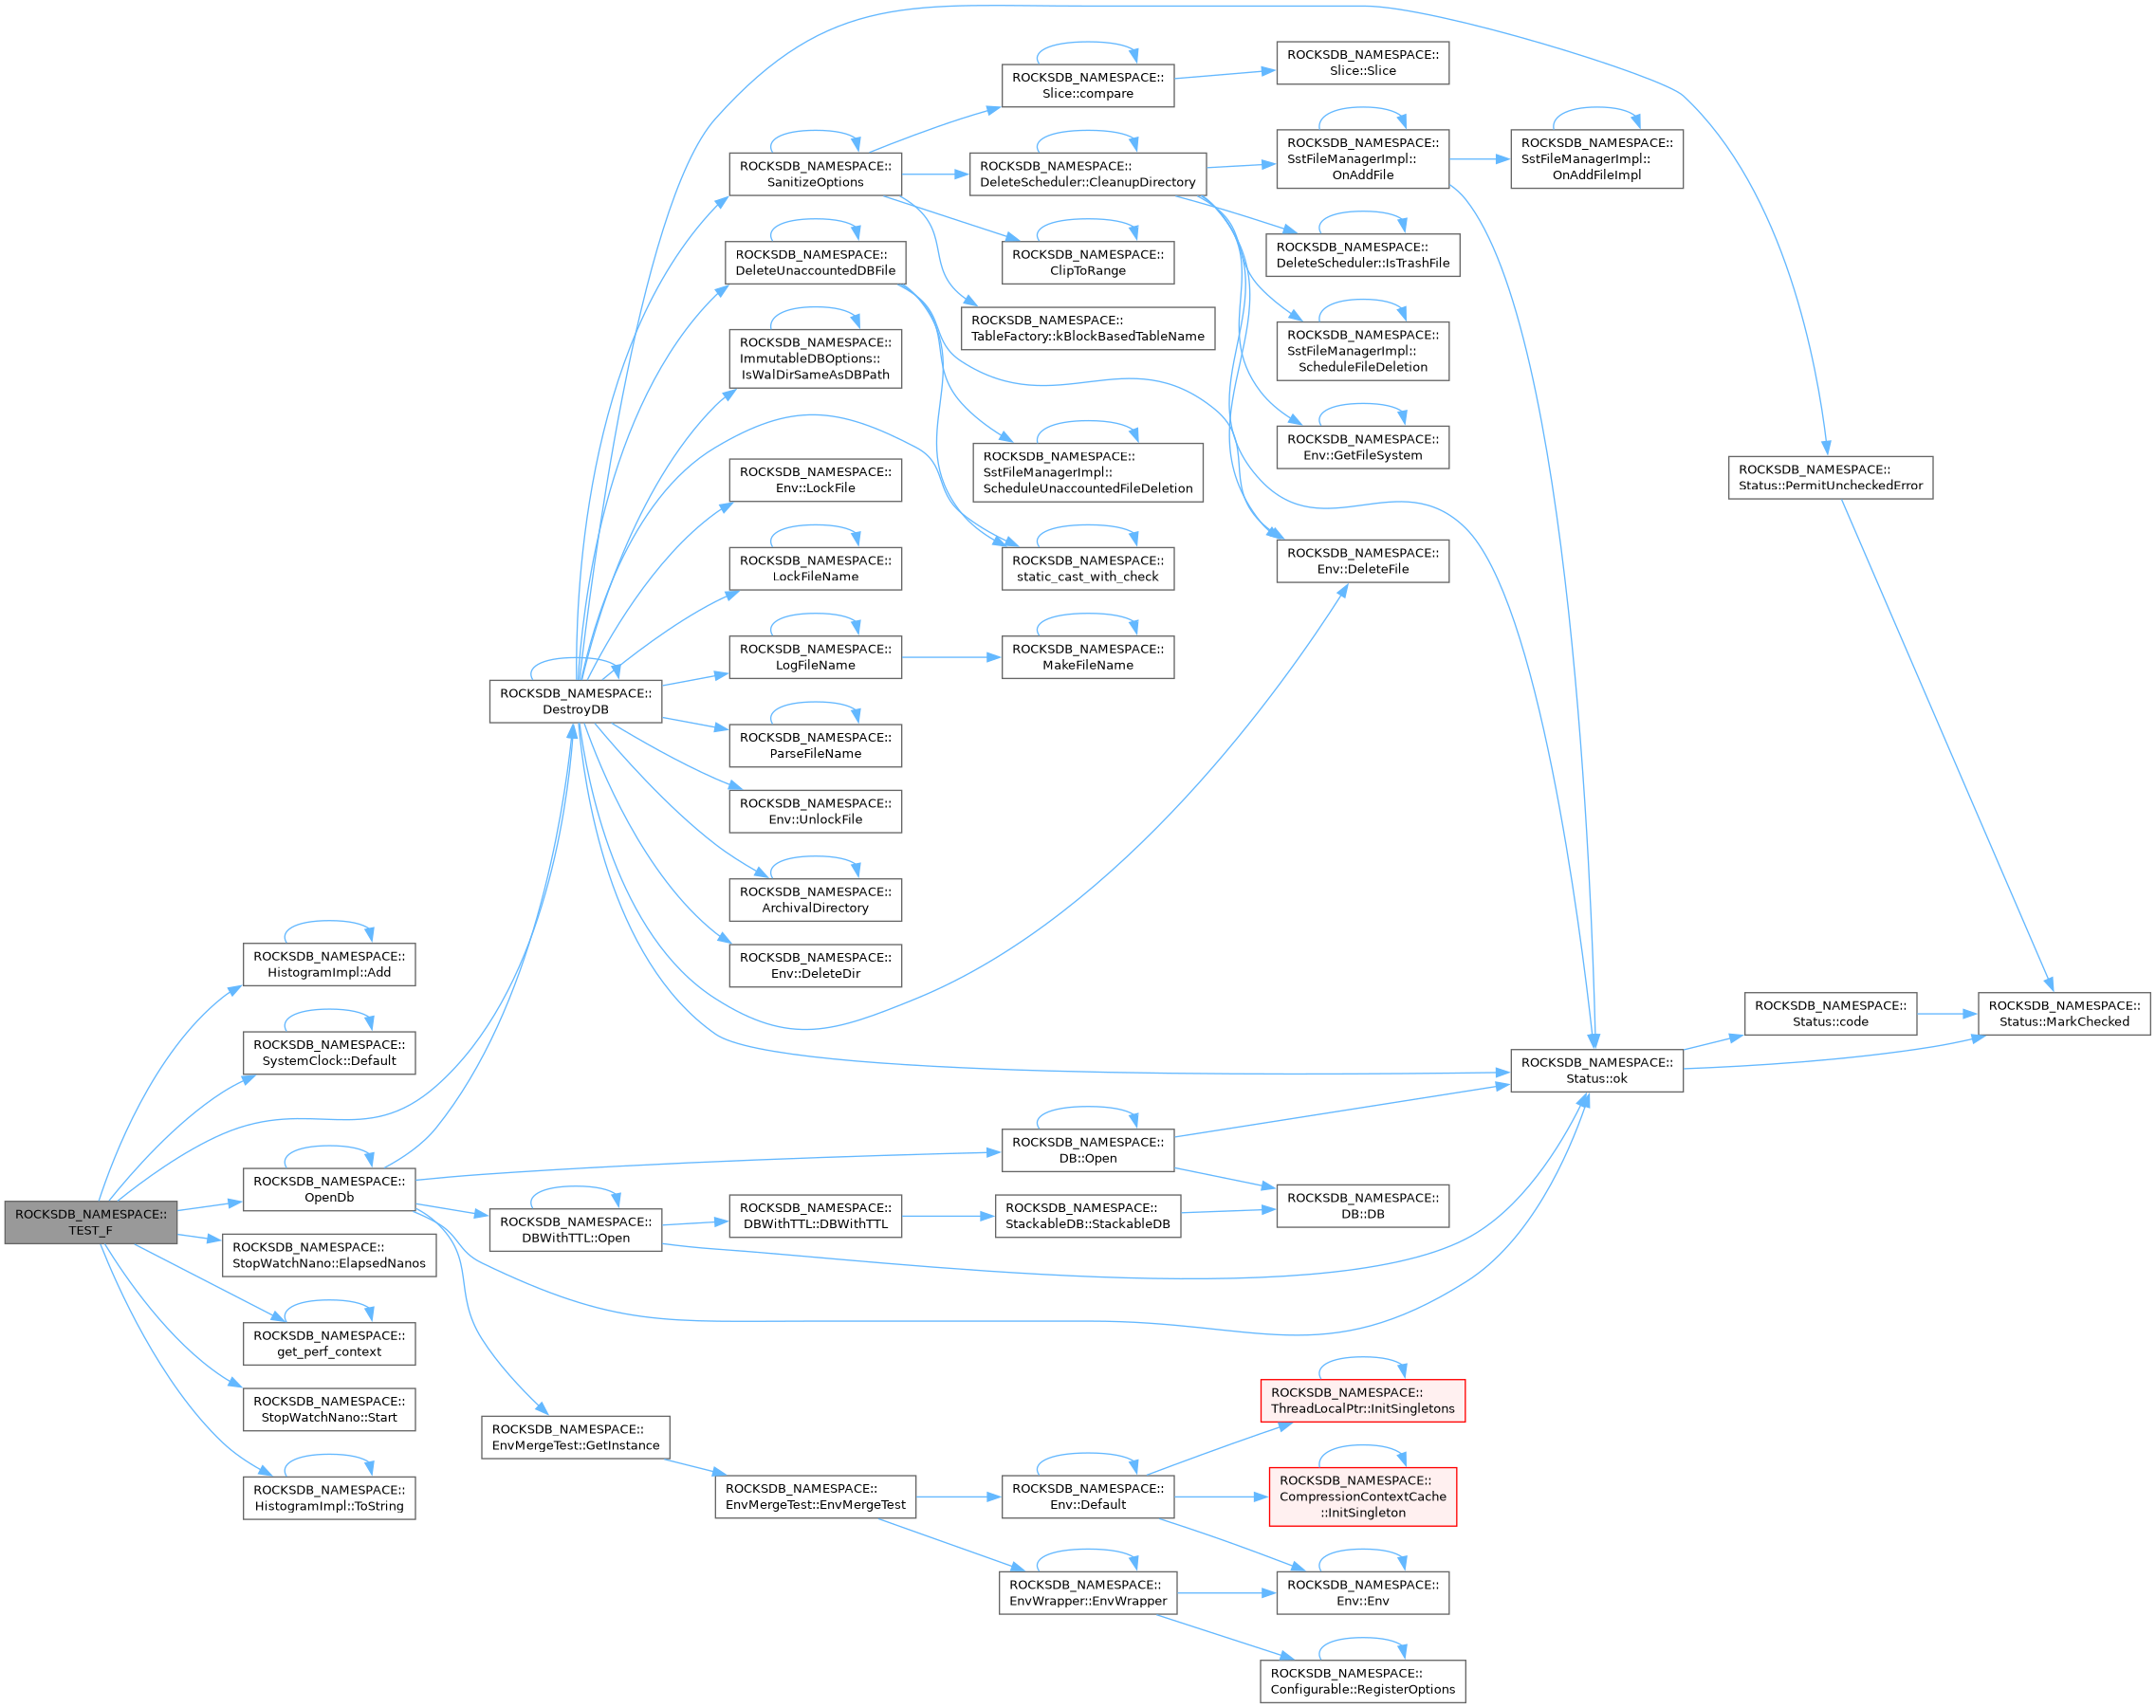 ROCKSDB_NAMESPACE::
TEST_F
ROCKSDB_NAMESPACE::
HistogramImpl::Add
ROCKSDB_NAMESPACE::
SystemClock::Default
ROCKSDB_NAMESPACE::
OpenDb
ROCKSDB_NAMESPACE::
StopWatchNano::ElapsedNanos
ROCKSDB_NAMESPACE::
get_perf_context
ROCKSDB_NAMESPACE::
StopWatchNano::Start
ROCKSDB_NAMESPACE::
HistogramImpl::ToString
ROCKSDB_NAMESPACE::
DestroyDB
ROCKSDB_NAMESPACE::
DBWithTTL::Open
ROCKSDB_NAMESPACE::
EnvMergeTest::GetInstance
ROCKSDB_NAMESPACE::
SanitizeOptions
ROCKSDB_NAMESPACE::
DeleteUnaccountedDBFile
ROCKSDB_NAMESPACE::
ImmutableDBOptions::
IsWalDirSameAsDBPath
ROCKSDB_NAMESPACE::
Env::LockFile
ROCKSDB_NAMESPACE::
LockFileName
ROCKSDB_NAMESPACE::
LogFileName
ROCKSDB_NAMESPACE::
ParseFileName
ROCKSDB_NAMESPACE::
Env::UnlockFile
ROCKSDB_NAMESPACE::
ArchivalDirectory
ROCKSDB_NAMESPACE::
Env::DeleteDir
ROCKSDB_NAMESPACE::
DBWithTTL::DBWithTTL
ROCKSDB_NAMESPACE::
EnvMergeTest::EnvMergeTest
ROCKSDB_NAMESPACE::
Slice::compare
ROCKSDB_NAMESPACE::
DeleteScheduler::CleanupDirectory
ROCKSDB_NAMESPACE::
ClipToRange
ROCKSDB_NAMESPACE::
TableFactory::kBlockBasedTableName
ROCKSDB_NAMESPACE::
SstFileManagerImpl::
ScheduleUnaccountedFileDeletion
ROCKSDB_NAMESPACE::
static_cast_with_check
ROCKSDB_NAMESPACE::
MakeFileName
ROCKSDB_NAMESPACE::
DB::Open
ROCKSDB_NAMESPACE::
StackableDB::StackableDB
ROCKSDB_NAMESPACE::
Env::Default
ROCKSDB_NAMESPACE::
EnvWrapper::EnvWrapper
ROCKSDB_NAMESPACE::
Slice::Slice
ROCKSDB_NAMESPACE::
SstFileManagerImpl::
OnAddFile
ROCKSDB_NAMESPACE::
DeleteScheduler::IsTrashFile
ROCKSDB_NAMESPACE::
SstFileManagerImpl::
ScheduleFileDeletion
ROCKSDB_NAMESPACE::
Env::GetFileSystem
ROCKSDB_NAMESPACE::
Env::DeleteFile
ROCKSDB_NAMESPACE::
DB::DB
ROCKSDB_NAMESPACE::
ThreadLocalPtr::InitSingletons
ROCKSDB_NAMESPACE::
CompressionContextCache
::InitSingleton
ROCKSDB_NAMESPACE::
Env::Env
ROCKSDB_NAMESPACE::
Configurable::RegisterOptions
ROCKSDB_NAMESPACE::
SstFileManagerImpl::
OnAddFileImpl
ROCKSDB_NAMESPACE::
Status::ok
ROCKSDB_NAMESPACE::
Status::PermitUncheckedError
ROCKSDB_NAMESPACE::
Status::code
ROCKSDB_NAMESPACE::
Status::MarkChecked